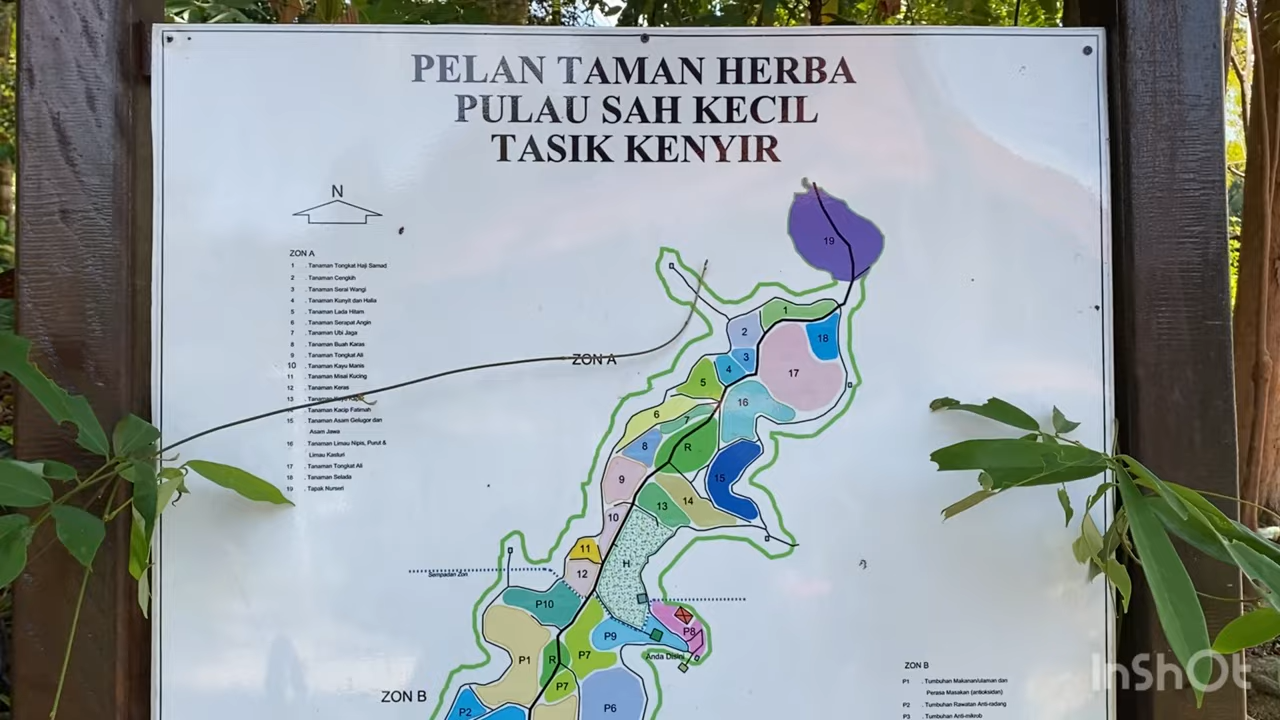 PELAN TAMAN HERBA
PULAU SAH KECIL
TASIK KENYIR
N
ZON A
1 . Tanaman Tongkat Haji Samad
2 . Tanaman Cengkih
3 . Tanaman Serai Wangi
4 . Tanaman Kunyit dan Halia
5 . Tanaman Lada Hitam
6 . Tanaman Serapat Angin
7 . Tanaman Ubi Jaga
8 . Tanaman Buah Karas
9 . Tanaman Tongkat Ali
10 . Tanaman Kayu Manis
11 . Tanaman Misai Kucing
12 . Tanaman Keras
13 . Tanaman
14 . Tanaman Kacip Fatimah
15 . Tanaman Asam Gelugor dan
Asam Jawa
16 . Tanaman Limau Nipis, Purut &
Limau Kasturi
17 . Tanaman Tongkat Ali
18 . Tanaman Selada
19 . Tapak Nurseri
19
1
2
18
3
4
17
5
16
6
7
R
8
9
15
14
13
10
11
H
12
ZON A
Sempadan Zon
P10
P9
P8
Anda Disini
P1
R
P7
P7
P6
P2
ZON B
ZON B
P1 . Tumbuhan Makanan/ulaman dan
Perasa Masakan (antioksidan)
P2 . Tumbuhan Rawatan Anti-radang
P3 . Tumbuhan Anti-mikrob
InShOt